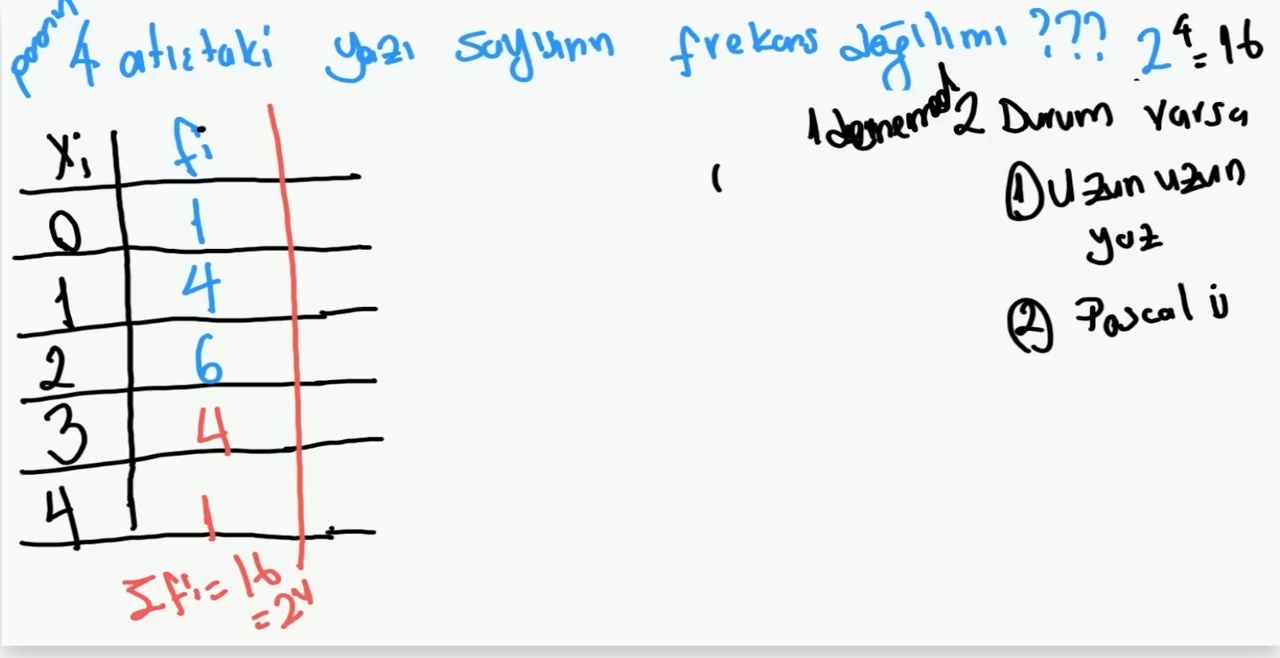 paranın 4 atıştaki yazı sayısının frekans dağılımı ??? 2⁴ = 16
1 denemede 2 Durum varsa
(
① Uzun uzun
yaz
② Pascal ü
xi fi
0 1
1 4
2 6
3 4
4 1
Σfi = 16
= 2⁴